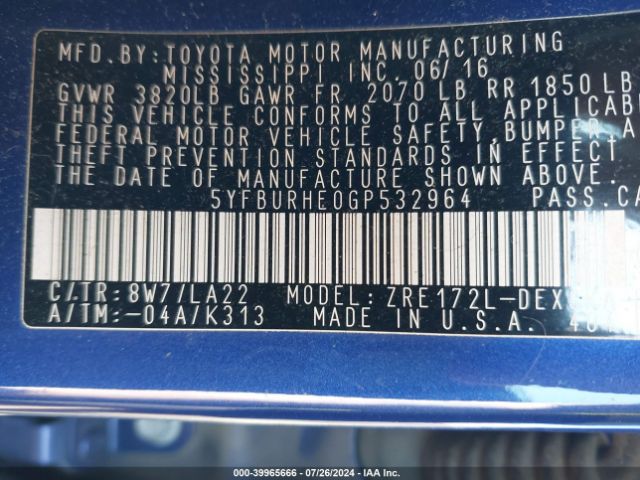 MFD. BY: TOYOTA MOTOR MANUFACTURING
MISSISSIPPI INC. 06/16
GVWR 3820LB GAWR FR 2070 LB RR 1850 LB
THIS VEHICLE CONFORMS TO ALL APPLICABL
FEDERAL MOTOR VEHICLE SAFETY, BUMPER A
THEFT PREVENTION STANDARDS IN EFFECT
THE DATE OF MANUFACTURE SHOWN ABOVE.
5YFBURHE0GP532964 PASS. CA
C/TR: 8W7/LA22 MODEL: ZRE172L-DEX
A/TM: -04A/K313 MADE IN U.S.A.
000-39965666 / 07/26/2024 / IAA Inc.